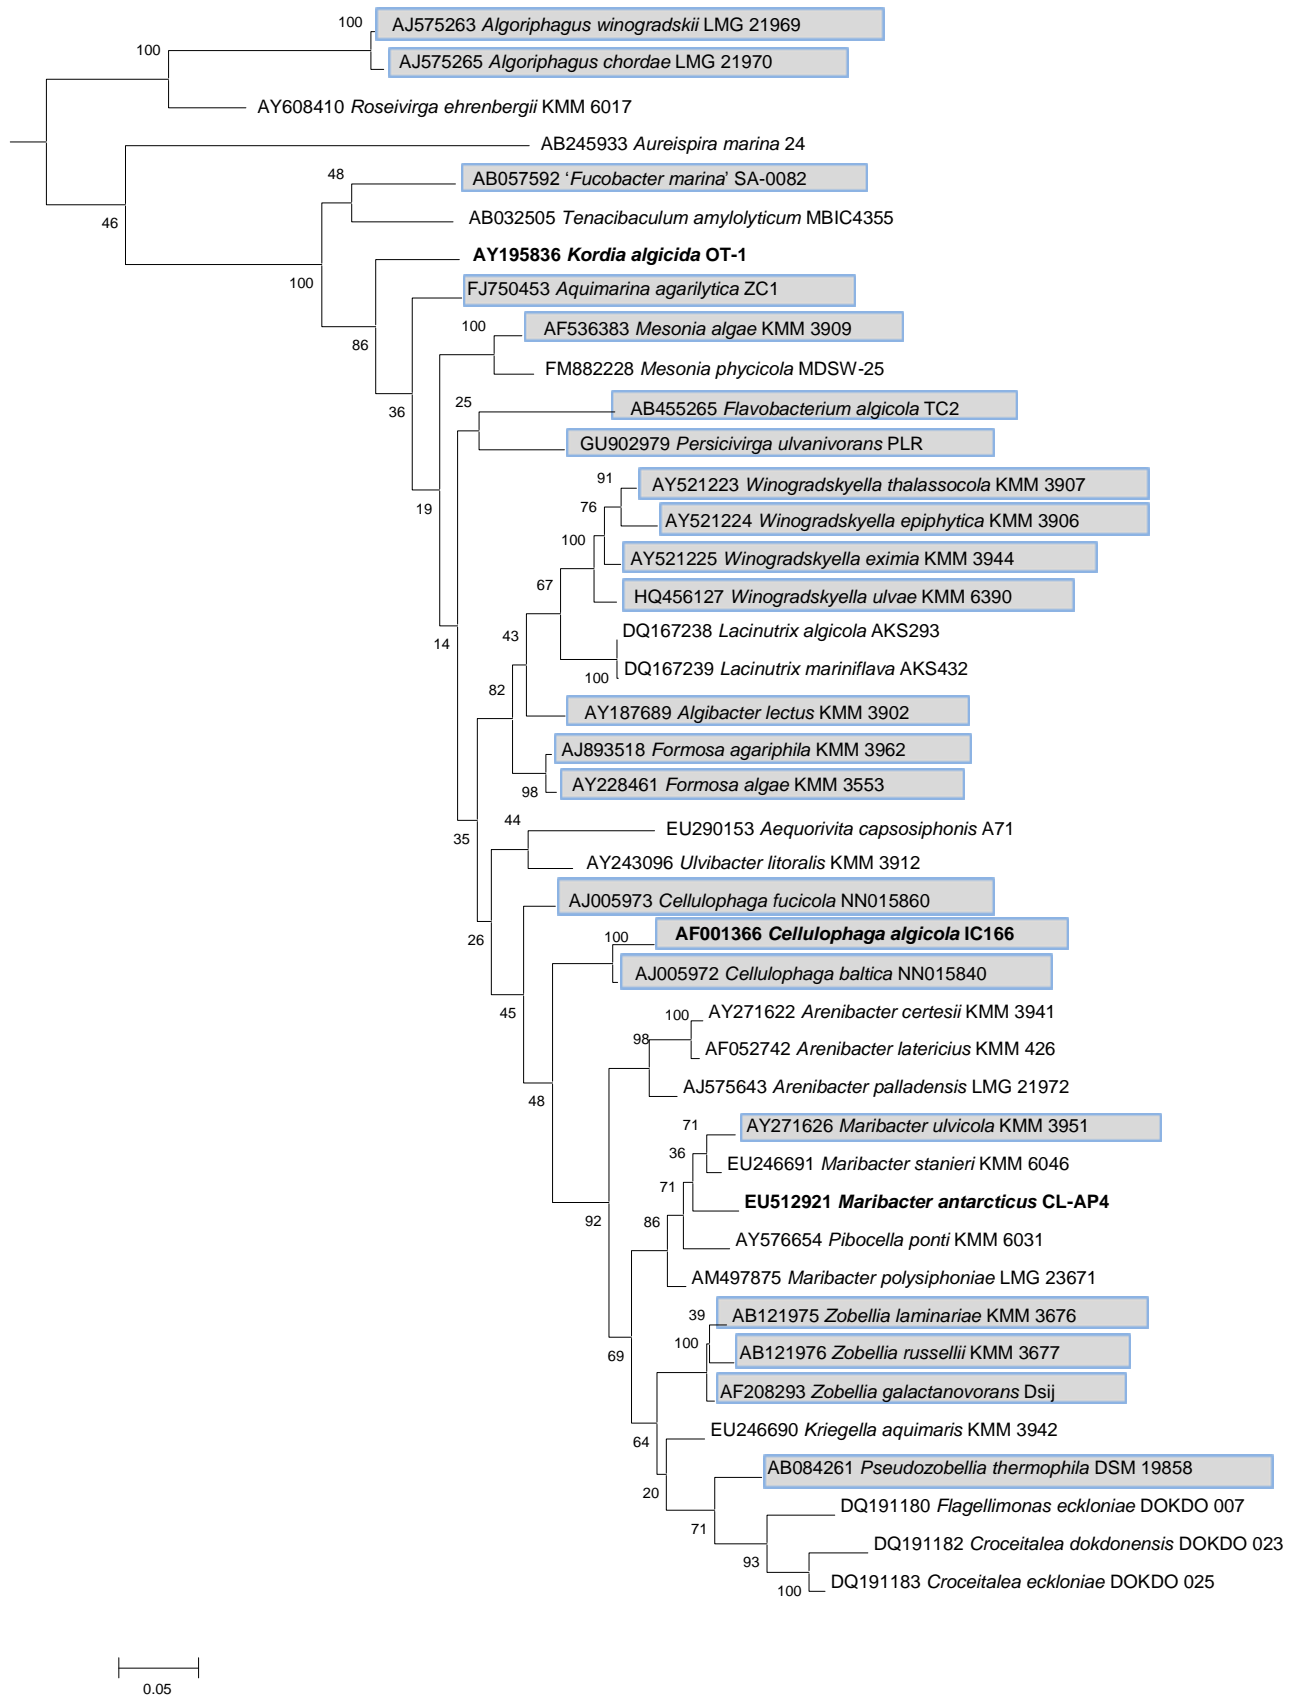 100
AJ575263 Algoriphagus winogradskii LMG 21969
100
AJ575265 Algoriphagus chordae LMG 21970
AY608410 Roseivirga ehrenbergii KMM 6017
AB245933 Aureispira marina 24
48
AB057592 ‘Fucobacter marina’ SA-0082
46
AB032505 Tenacibaculum amylolyticum MBIC4355
AY195836 Kordia algicida OT-1
100
FJ750453 Aquimarina agarilytica ZC1
100
AF536383 Mesonia algae KMM 3909
86
FM882228 Mesonia phycicola MDSW-25
25
36
AB455265 Flavobacterium algicola TC2
GU902979 Persicivirga ulvanivorans PLR
91
AY521223 Winogradskyella thalassocola KMM 3907
76
19
AY521224 Winogradskyella epiphytica KMM 3906
100
AY521225 Winogradskyella eximia KMM 3944
67
HQ456127 Winogradskyella ulvae KMM 6390
DQ167238 Lacinutrix algicola AKS293
43
14
DQ167239 Lacinutrix mariniflava AKS432
100
82
AY187689 Algibacter lectus KMM 3902
AJ893518 Formosa agariphila KMM 3962
AY228461 Formosa algae KMM 3553
98
44
EU290153 Aequorivita capsosiphonis A71
35
AY243096 Ulvibacter litoralis KMM 3912
AJ005973 Cellulophaga fucicola NN015860
AF001366 Cellulophaga algicola IC166
100
26
AJ005972 Cellulophaga baltica NN015840
AY271622 Arenibacter certesii KMM 3941
100
45
98
AF052742 Arenibacter latericius KMM 426
AJ575643 Arenibacter palladensis LMG 21972
48
71
AY271626 Maribacter ulvicola KMM 3951
36
EU246691 Maribacter stanieri KMM 6046
71
EU512921 Maribacter antarcticus CL-AP4
92
86
AY576654 Pibocella ponti KMM 6031
AM497875 Maribacter polysiphoniae LMG 23671
39
AB121975 Zobellia laminariae KMM 3676
100
AB121976 Zobellia russellii KMM 3677
69
AF208293 Zobellia galactanovorans Dsij
EU246690 Kriegella aquimaris KMM 3942
64
AB084261 Pseudozobellia thermophila DSM 19858
20
DQ191180 Flagellimonas eckloniae DOKDO 007
71
DQ191182 Croceitalea dokdonensis DOKDO 023
93
DQ191183 Croceitalea eckloniae DOKDO 025
100
0.05